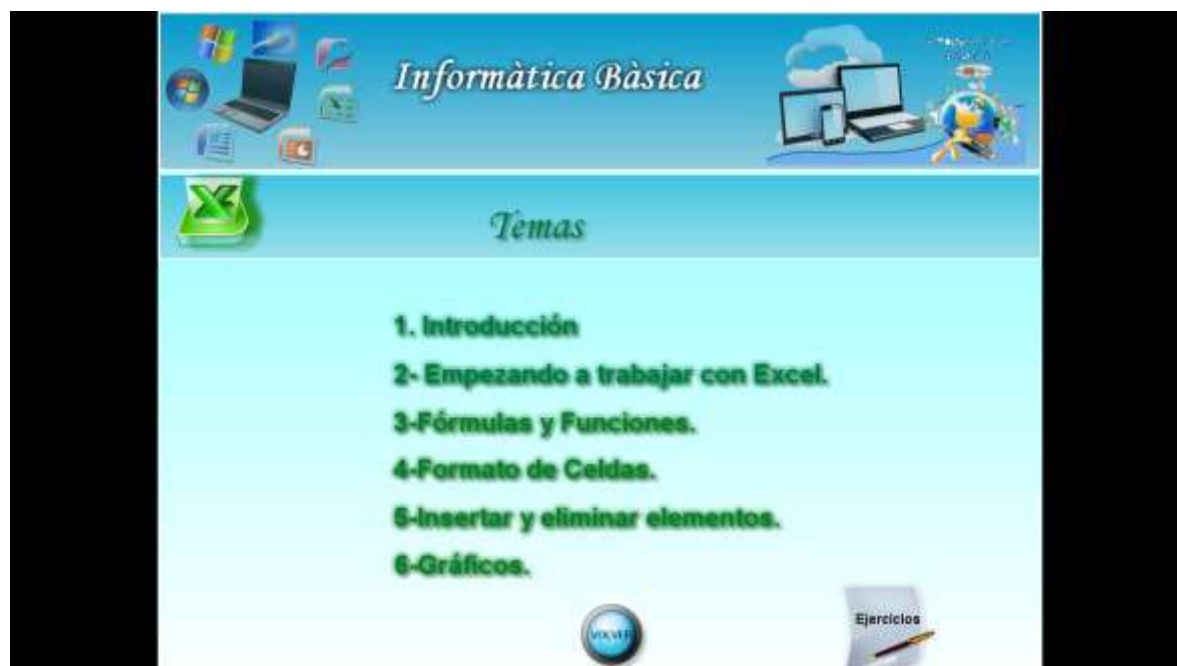 Informàtica Bàsica
Temas
1. Introducción
2- Empezando a trabajar con Excel.
3-Fórmulas y Funciones.
4-Formato de Celdas.
5-Insertar y eliminar elementos.
6-Gráficos.
VOLVER
Ejercicios